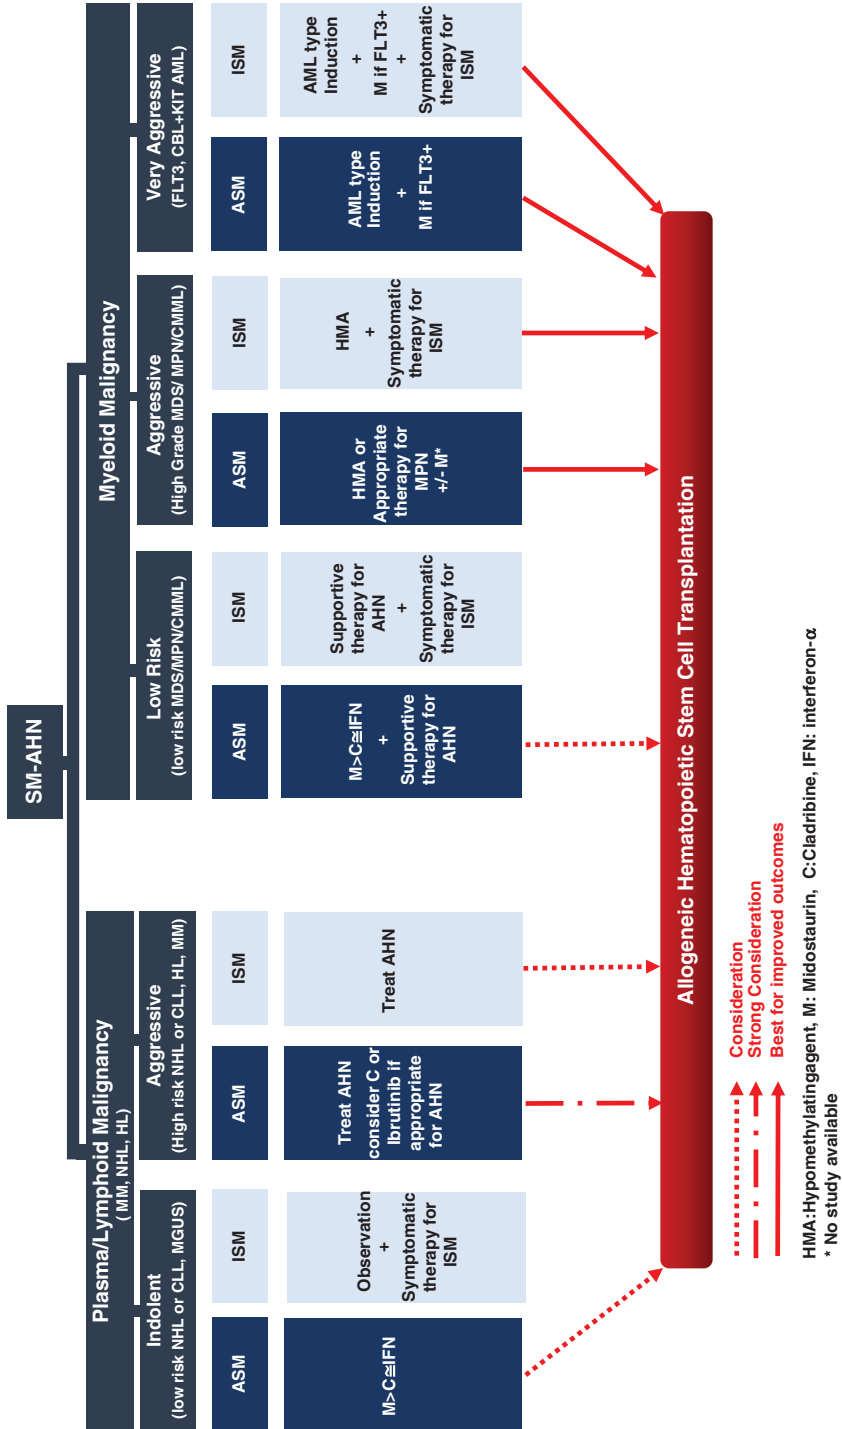 SM-AHN
Plasma/Lymphoid Malignancy
( MM, NHL, HL)
Indolent
(low risk NHL or CLL, MGUS)
ASM
M>C≅IFN
ISM
Observation
+
Symptomatic
therapy for
ISM
Aggressive
(High risk NHL or CLL, HL, MM)
ASM
Treat AHN
consider C or
Ibrutinib if
appropriate
for AHN
ISM
Treat AHN
Myeloid Malignancy
Low Risk
(low risk MDS/MPN/CMML)
ASM
M>C≅IFN
+
Supportive
therapy for
AHN
ISM
Supportive
therapy for
AHN
+
Symptomatic
therapy for
ISM
Aggressive
(High Grade MDS/ MPN/CMML)
ASM
HMA or
Appropriate
therapy for
MPN
+/- M*
ISM
HMA
+
Symptomatic
therapy for
ISM
Very Aggressive
(FLT3, CBL+KIT AML)
ASM
AML type
Induction
+
M if FLT3+
ISM
AML type
Induction
+
M if FLT3+
+
Symptomatic
therapy for
ISM
Allogeneic Hematopoietic Stem Cell Transplantation
Consideration
Strong Consideration
Best for improved outcomes
HMA:Hypomethylatingagent, M: Midostaurin, C:Cladribine, IFN: interferon-α
* No study available